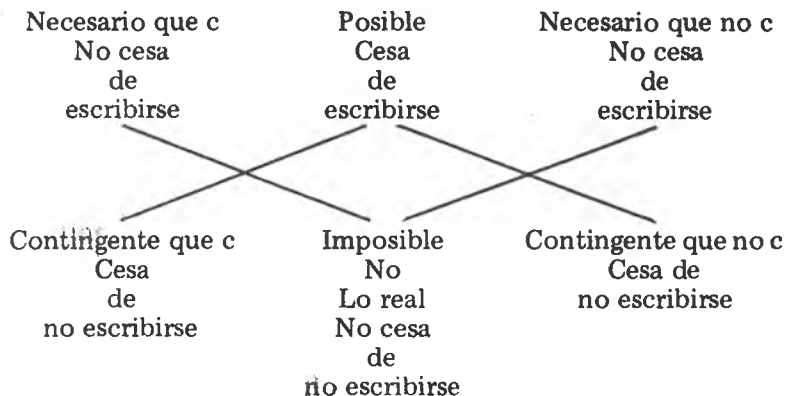 Necesario que c
No cesa
de
escribirse
Posible
Cesa
de
escribirse
Necesario que no c
No cesa
de
escribirse
Contingente que c
Cesa
de
no escribirse
Imposible
No
Lo real
No cesa
de
no escribirse
Contingente que no c
Cesa de
no escribirse